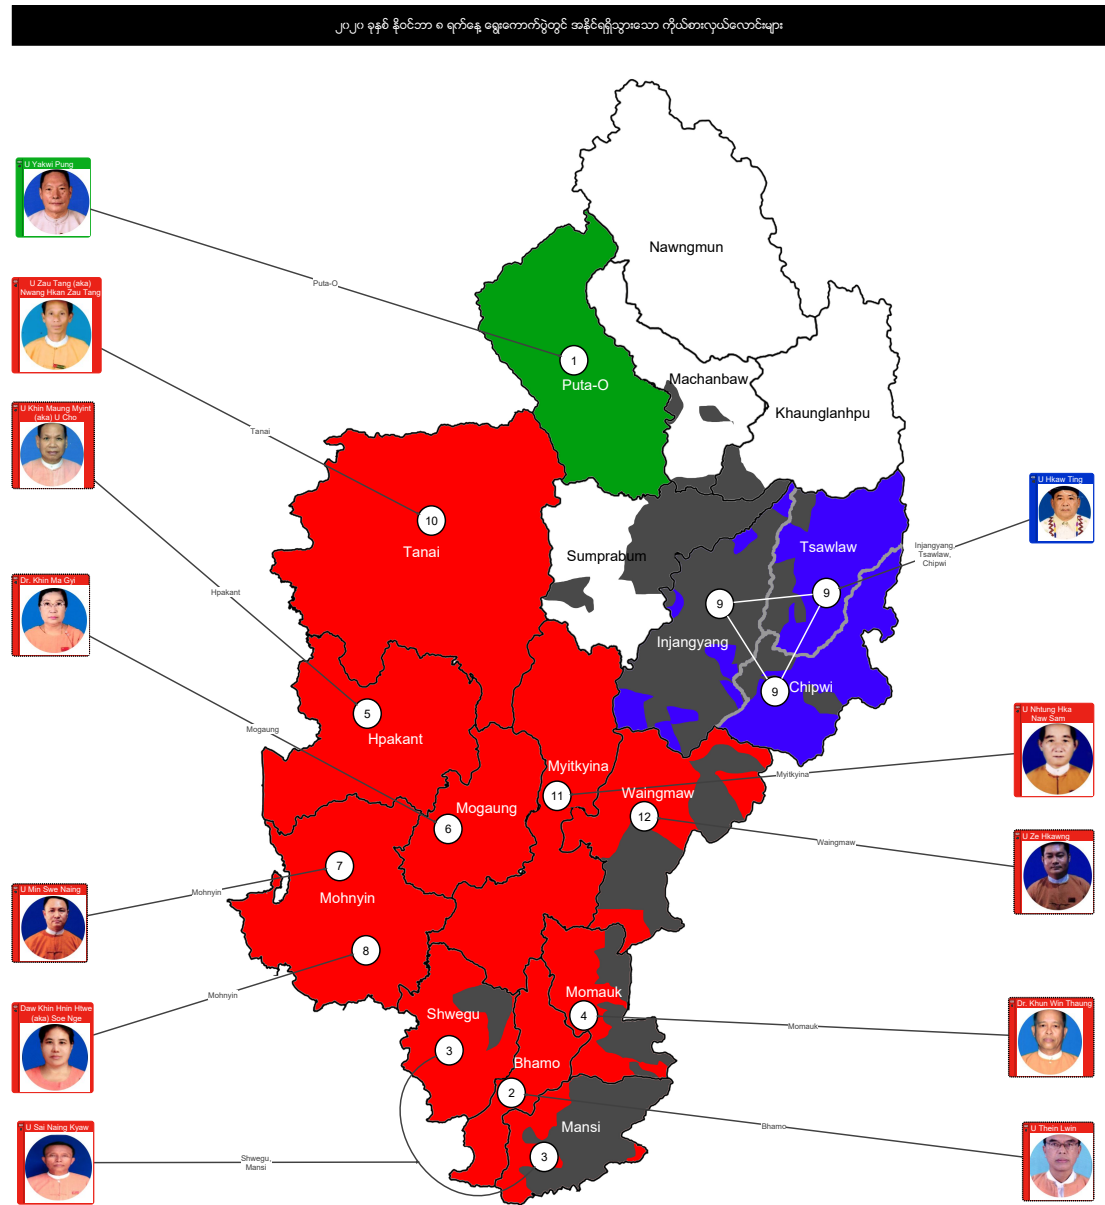 ၂၀၂၀ ခုနှစ် နိုဝင်ဘာ ၈ ရက်နေ့ ရွေးကောက်ပွဲတွင် အနိုင်ရရှိသွားသော ကိုယ်စားလှယ်လောင်းများ
U Yakwi Pung
Puta-O
U Zau Tang (aka)
Nwang Hkan Zau Tang
Tanai
U Khin Maung Myint
(aka) U Cho
Hpakant
Dr. Khin Ma Gyi
Mogaung
U Min Swe Naing
Mohnyin
Daw Khin Hnin Htwe
(aka) Soe Nge
Mohnyin
U Sai Naing Kyaw
Shwegu,
Mansi
Nawngmun
1
Puta-O
Machanbaw
Khaunglanhpu
10
Tanai
Sumprabum
Tsawlaw
9
9
Injangyang
9
Chipwi
5
Hpakant
Myitkyina
11
Mogaung
6
Waingmaw
12
7
Mohnyin
8
Momauk
4
Shwegu
3
Bhamo
2
Mansi
3
U Hkaw Ting
Injangyang,
Tsawlaw,
Chipwi
U Nhtung Hka
Naw Sam
Myitkyina
U Ze Hkawng
Waingmaw
Dr. Khun Win Thaung
Momauk
U Thein Lwin
Bhamo